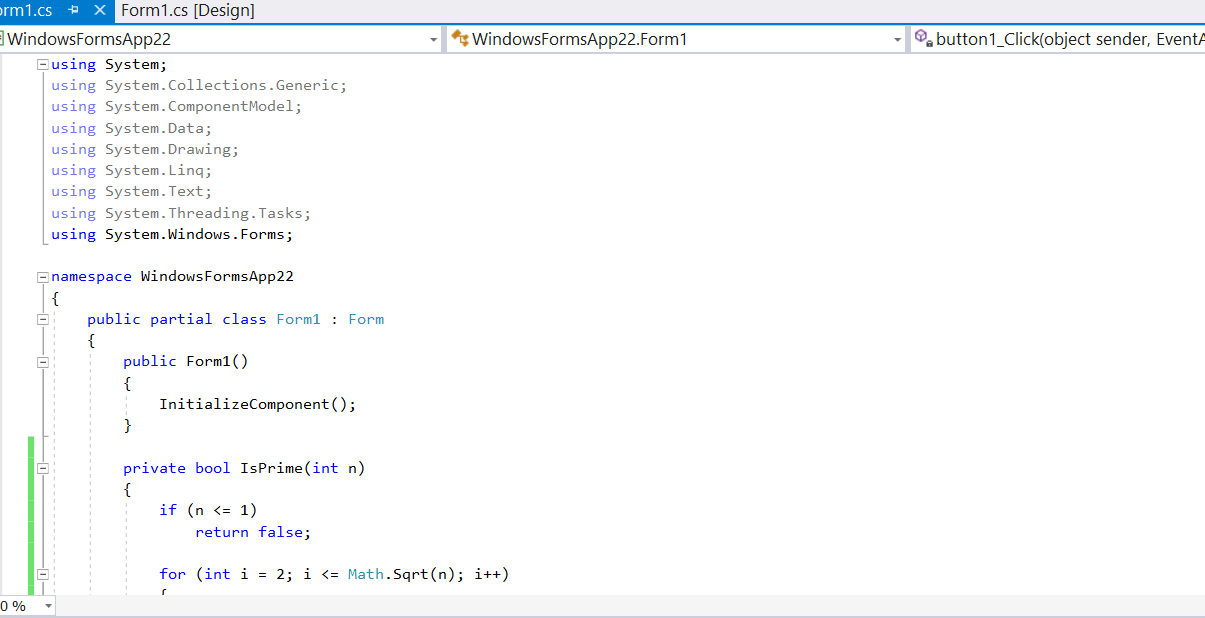 orm1.cs Form1.cs [Design]
WindowsFormsApp22 WindowsFormsApp22.Form1 button1_Click(object sender, EventA
using System;
using System.Collections.Generic;
using System.ComponentModel;
using System.Data;
using System.Drawing;
using System.Linq;
using System.Text;
using System.Threading.Tasks;
using System.Windows.Forms;
namespace WindowsFormsApp22
{
public partial class Form1 : Form
{
public Form1()
{
InitializeComponent();
}
private bool IsPrime(int n)
{
if (n <= 1)
return false;
for (int i = 2; i <= Math.Sqrt(n); i++)
{
0 %